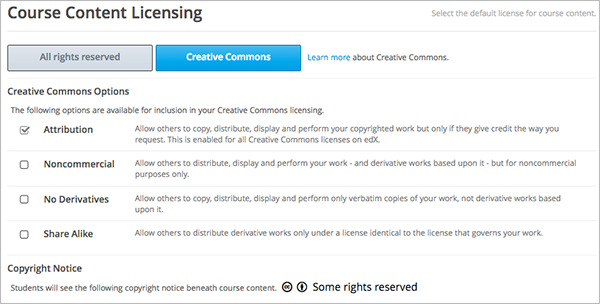 Course Content Licensing
Select the default license for course content.
All rights reserved
Creative Commons
Learn more about Creative Commons.
Creative Commons Options
The following options are available for inclusion in your Creative Commons licensing.
Attribution
Allow others to copy, distribute, display and perform your copyrighted work but only if they give credit the way you
request. This is enabled for all Creative Commons licenses on edX.
Noncommercial
Allow others to distribute, display and perform your work - and derivative works based upon it - but for noncommercial
purposes only.
No Derivatives
Allow others to copy, distribute, display and perform only verbatim copies of your work, not derivative works based
upon it.
Share Alike
Allow others to distribute derivative works only under a license identical to the license that governs your work.
Copyright Notice
Students will see the following copyright notice beneath course content.
Some rights reserved